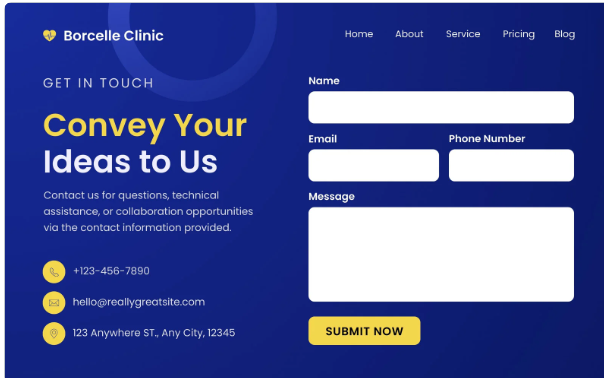 Borcelle Clinic
Home About Service Pricing Blog
GET IN TOUCH
Convey Your
Ideas to Us
Contact us for questions, technical
assistance, or collaboration opportunities
via the contact information provided.
+123-456-7890
hello@reallygreatsite.com
123 Anywhere ST., Any City, 12345
Name
Email
Phone Number
Message
SUBMIT NOW